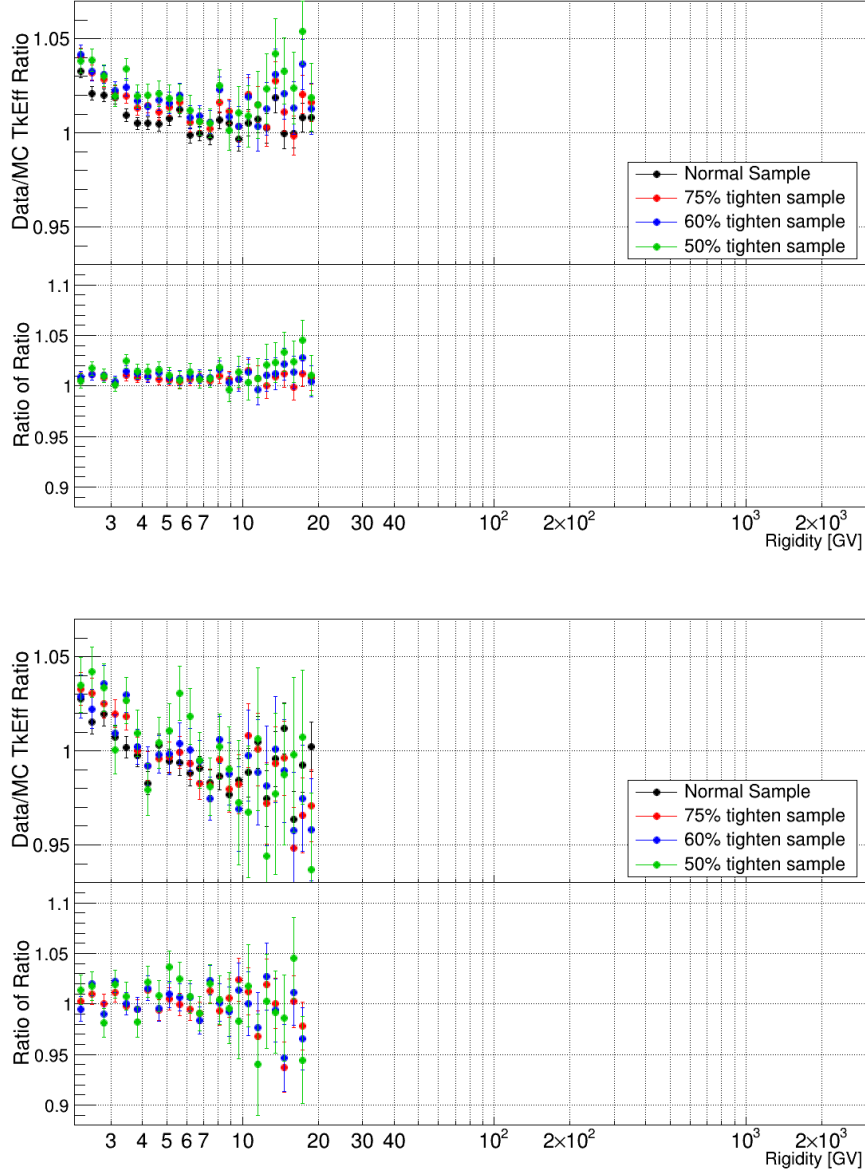 Data/MC TkEff Ratio
1.05
1
0.95
Normal Sample
75% tighten sample
60% tighten sample
50% tighten sample
Ratio of Ratio
1.1
1.05
1
0.95
0.9
3 4 5 6 7 10 20 30 40 10² 2×10² 10³ 2×10³
Rigidity [GV]
Data/MC TkEff Ratio
1.05
1
0.95
Normal Sample
75% tighten sample
60% tighten sample
50% tighten sample
Ratio of Ratio
1.1
1.05
1
0.95
0.9
3 4 5 6 7 10 20 30 40 10² 2×10² 10³ 2×10³
Rigidity [GV]